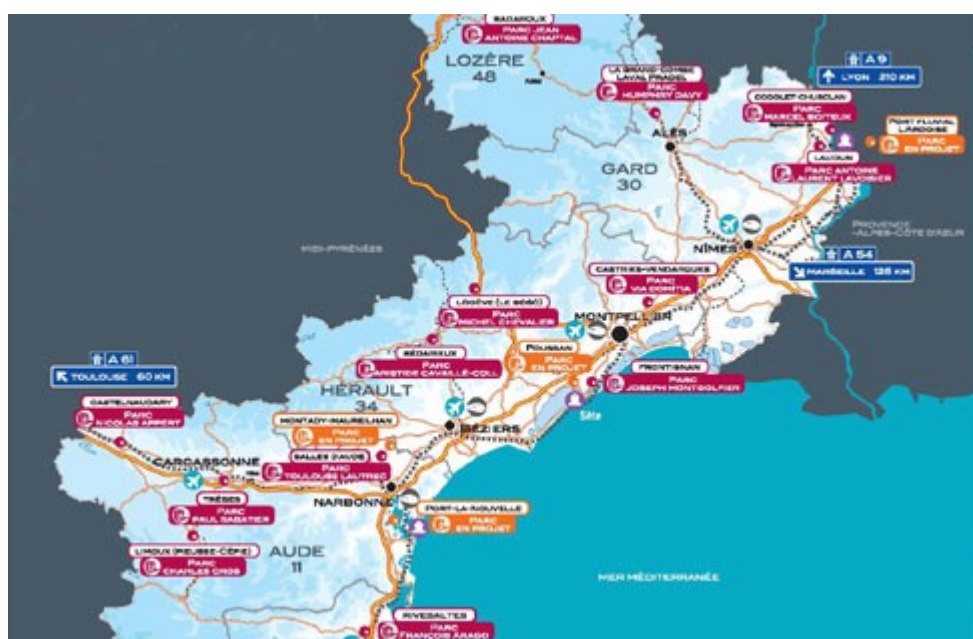 BADAROUX
PARC JEAN
ANTOINE CHAPTAL
LOZÈRE
48
LA GRAND-COMBE
LAVAL PRADEL
PARC
HUMPHREY DAVY
A 9
LYON 210 KM
CODOLET-CHUSCLAN
PARC
MARCEL BOITEUX
PORT FLUVIAL
L'ARDOISE
PARC
EN PROJET
ALÈS
GARD
30
LAUDUN
PARC ANTOINE
LAURENT LAVOISIER
PROVENCE
-ALPES-CÔTE D'AZUR
MIDI-PYRÉNÉES
NÎMES
A 54
MARSEILLE 125 KM
CASTRIES-VENDARGUES
PARC
VIA DOMITIA
LODÈVE (LE BOSC)
PARC
MICHEL CHEVALIER
MONTPELLIER
BÉDARIEUX
PARC
ARISTIDE CAVAILLÉ-COLL
POUSSAN
PARC
EN PROJET
FRONTIGNAN
PARC
JOSEPH MONTGOLFIER
A 61
TOULOUSE 60 KM
HÉRAULT
34
Sète
CASTELNAUDARY
PARC
NICOLAS APPERT
MONTADY-MAUREILHAN
PARC
EN PROJET
BÉZIERS
CARCASSONNE
SALLES D'AUDE
PARC
TOULOUSE LAUTREC
NARBONNE
TRÈBES
PARC
PAUL SABATIER
PORT-LA-NOUVELLE
PARC
EN PROJET
LIMOUX (PIEUSSE-CÉPIE)
PARC
CHARLES CROS
AUDE
11
MER MÉDITERRANÉE
RIVESALTES
PARC
FRANÇOIS ARAGO